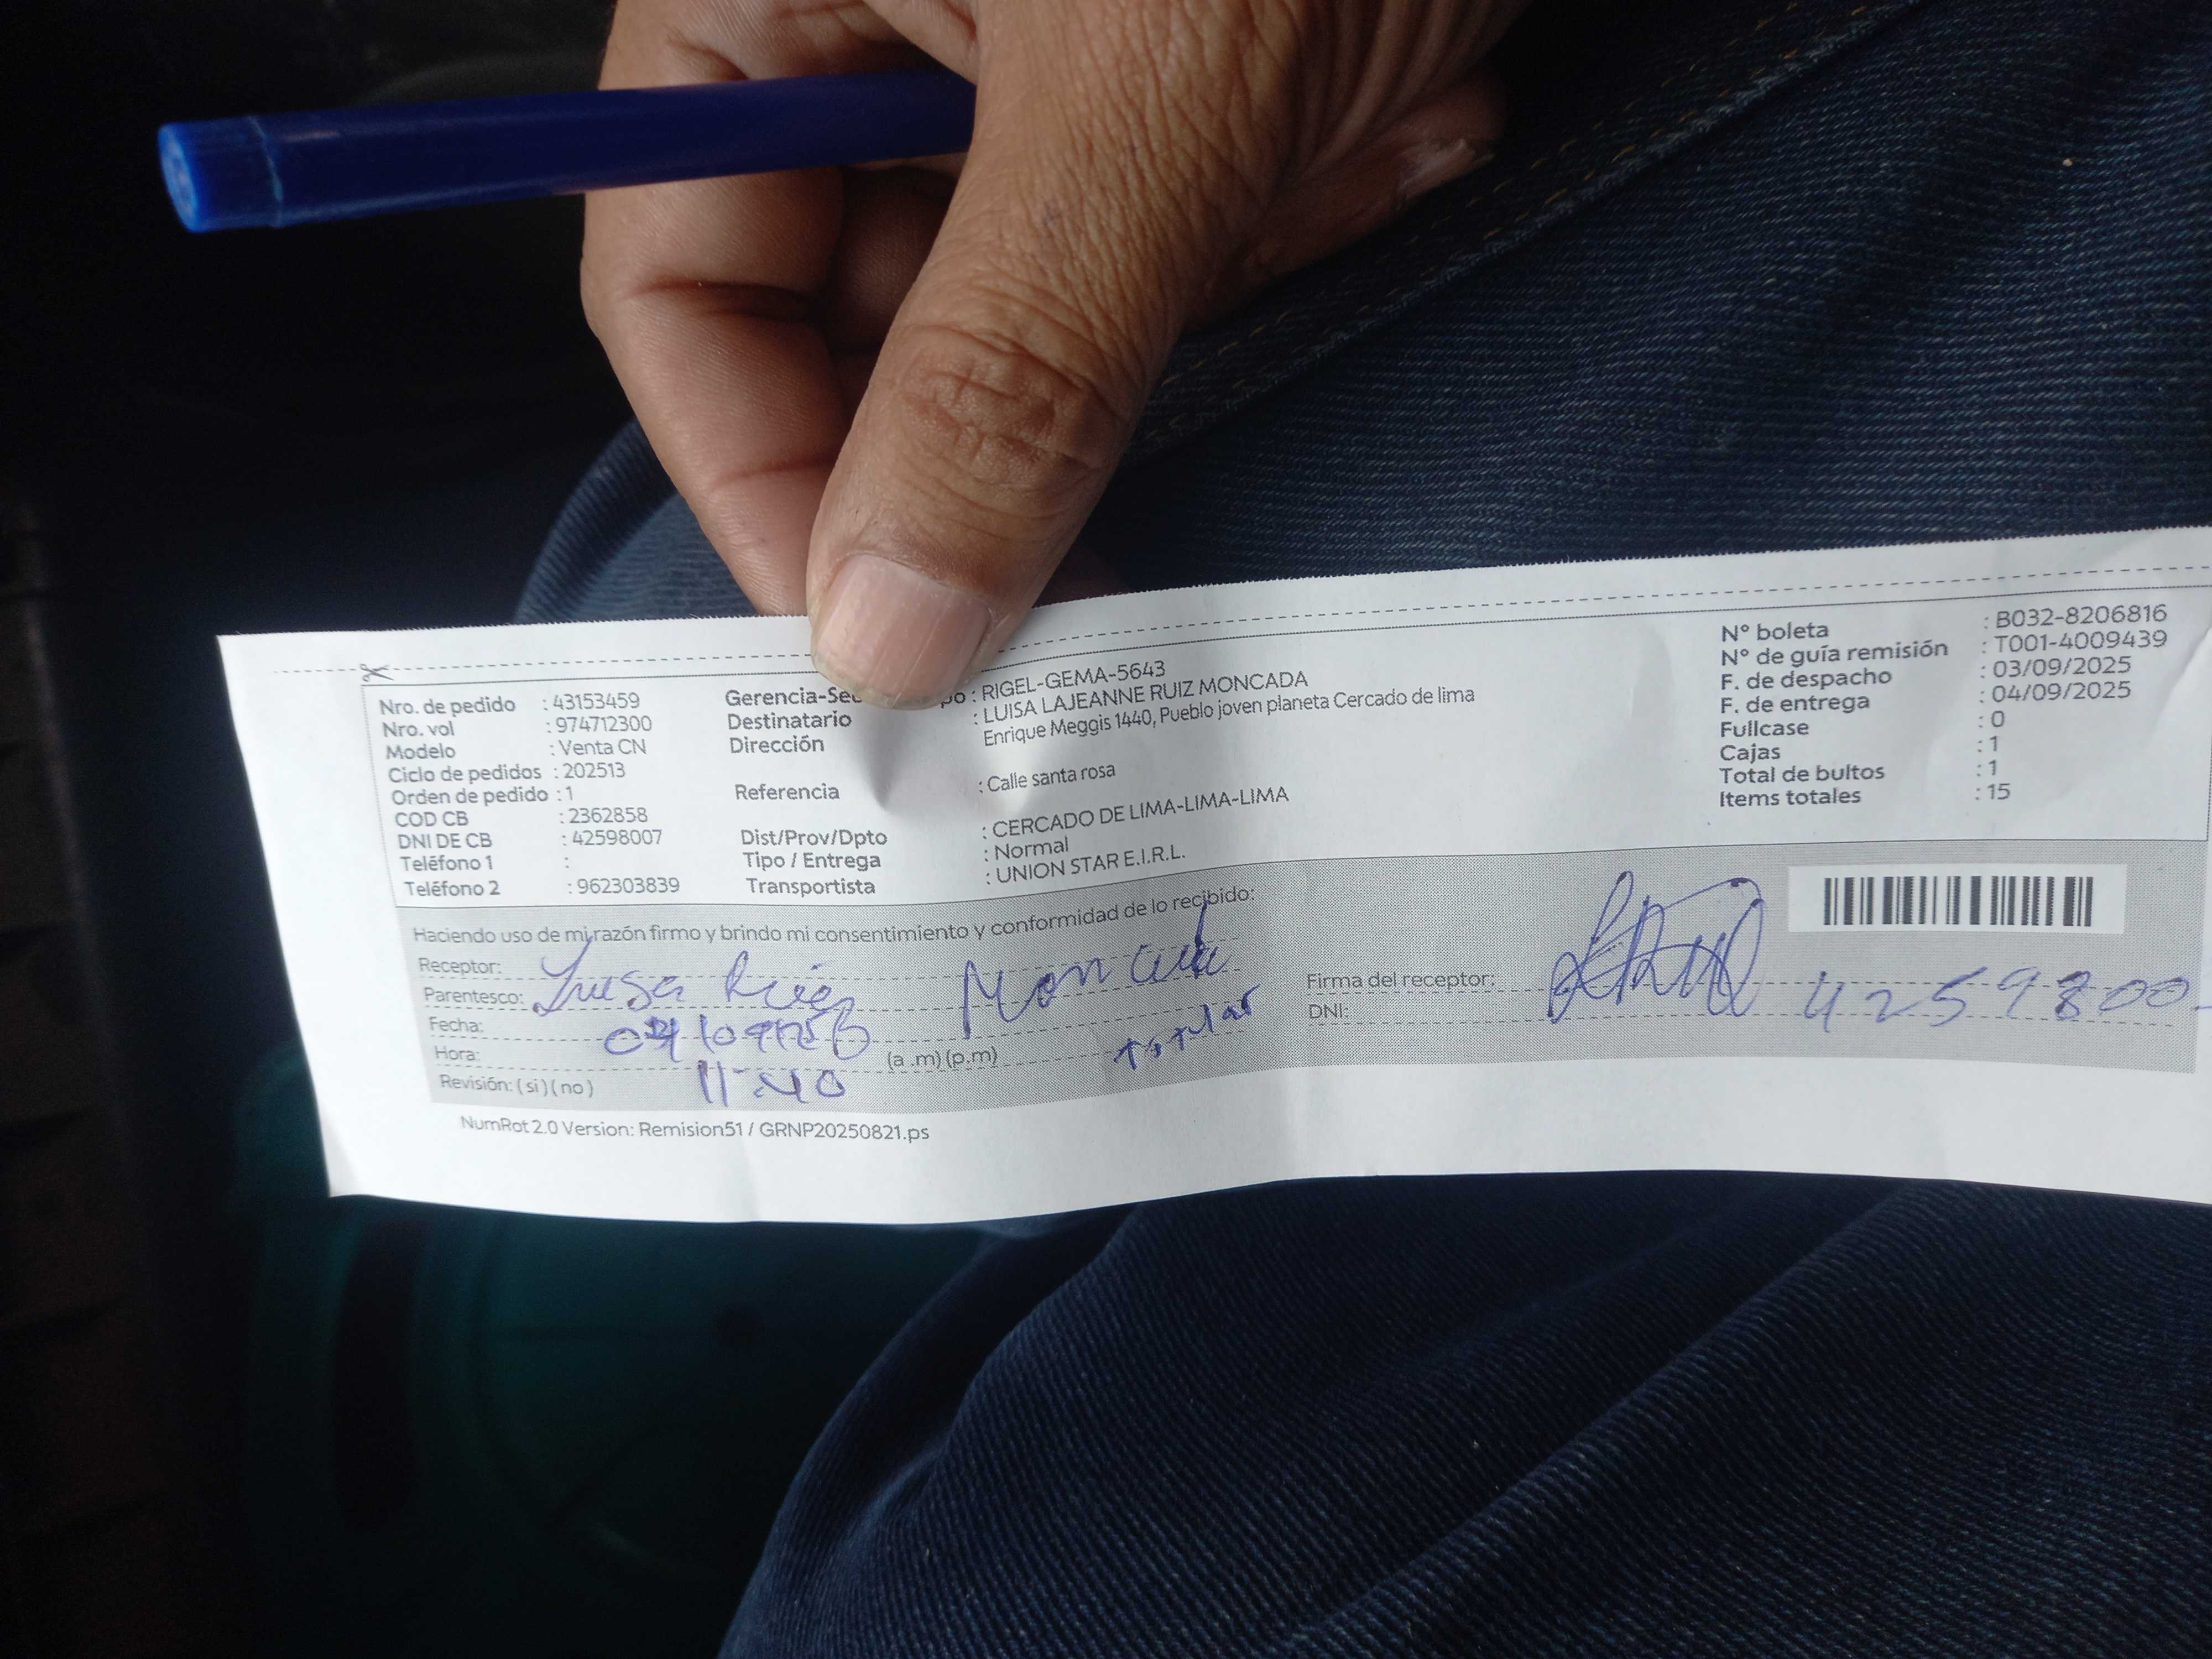 Nro. de pedido : 43153459
Nro. vol : 974712300
Modelo : Venta CN
Ciclo de pedidos : 202513
Orden de pedido : 1
COD CB : 2362858
DNI DE CB : 42598007
Teléfono 1 :
Teléfono 2 : 962303839
Gerencia-Sec po : RIGEL-GEMA-5643
Destinatario : LUISA LAJEANNE RUIZ MONCADA
Dirección Enrique Meggis 1440, Pueblo joven planeta Cercado de lima
Referencia : Calle santa rosa
Dist/Prov/Dpto : CERCADO DE LIMA-LIMA-LIMA
Tipo / Entrega : Normal
Transportista : UNION STAR E.I.R.L.
N° boleta : B032-8206816
N° de guía remisión : T001-4009439
F. de despacho : 03/09/2025
F. de entrega : 04/09/2025
Fullcase : 0
Cajas : 1
Total de bultos : 1
Items totales : 15
Haciendo uso de mi razón firmo y brindo mi consentimiento y conformidad de lo recibido:
Receptor: Luisa Ruiz Moncada
Parentesco:
Fecha:
Hora: 11:40 (a .m) (p.m) titular
Revisión: ( si ) ( no )
Firma del receptor:
DNI: 4259800
NumRot 2.0 Version: Remision51 / GRNP20250821.ps